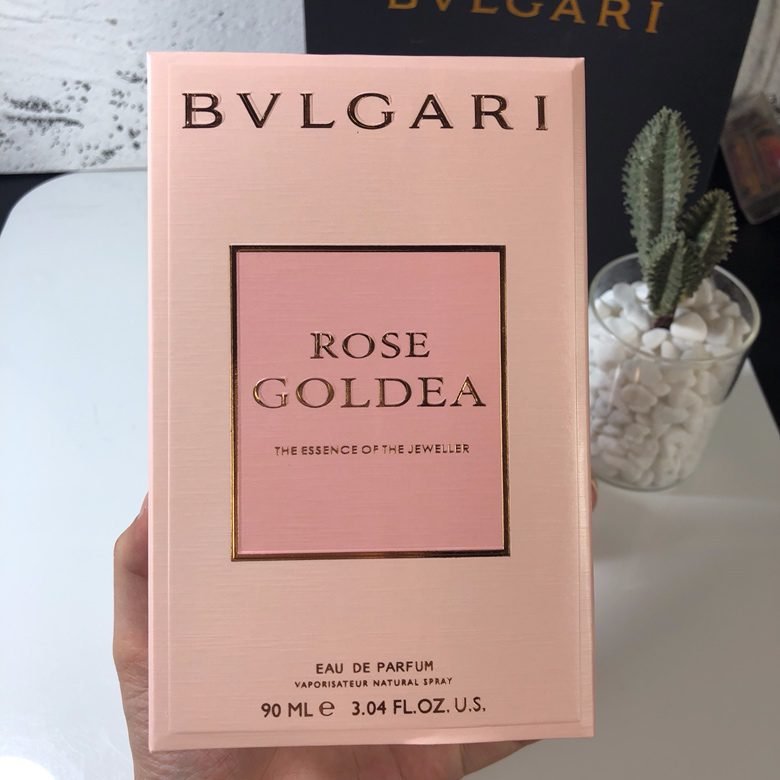 BVLGARI
BVLGARI
ROSE
GOLDEA
THE ESSENCE OF THE JEWELLER
EAU DE PARFUM
VAPORISATEUR NATURAL SPRAY
90 ML e 3.04 FL.OZ. U.S.